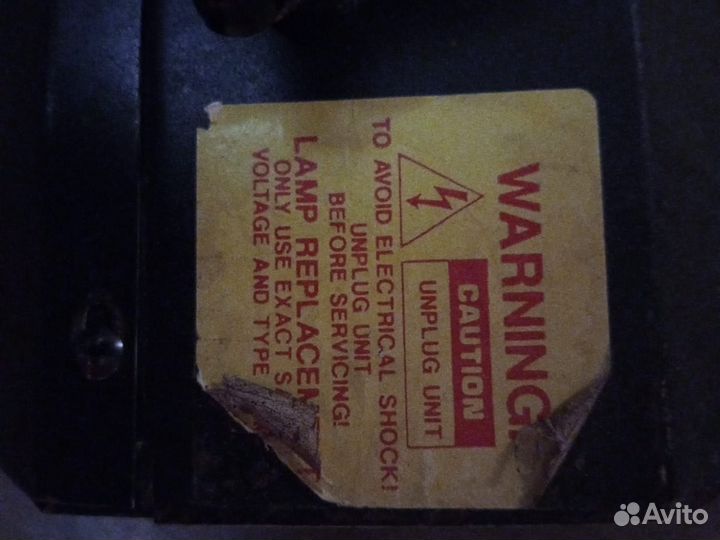 WARNING!
CAUTION
UNPLUG UNIT
TO AVOID ELECTRICAL SHOCK!
UNPLUG UNIT
BEFORE SERVICING!
LAMP REPLACEMENT
ONLY USE EXACT
VOLTAGE AND TYPE
Avito